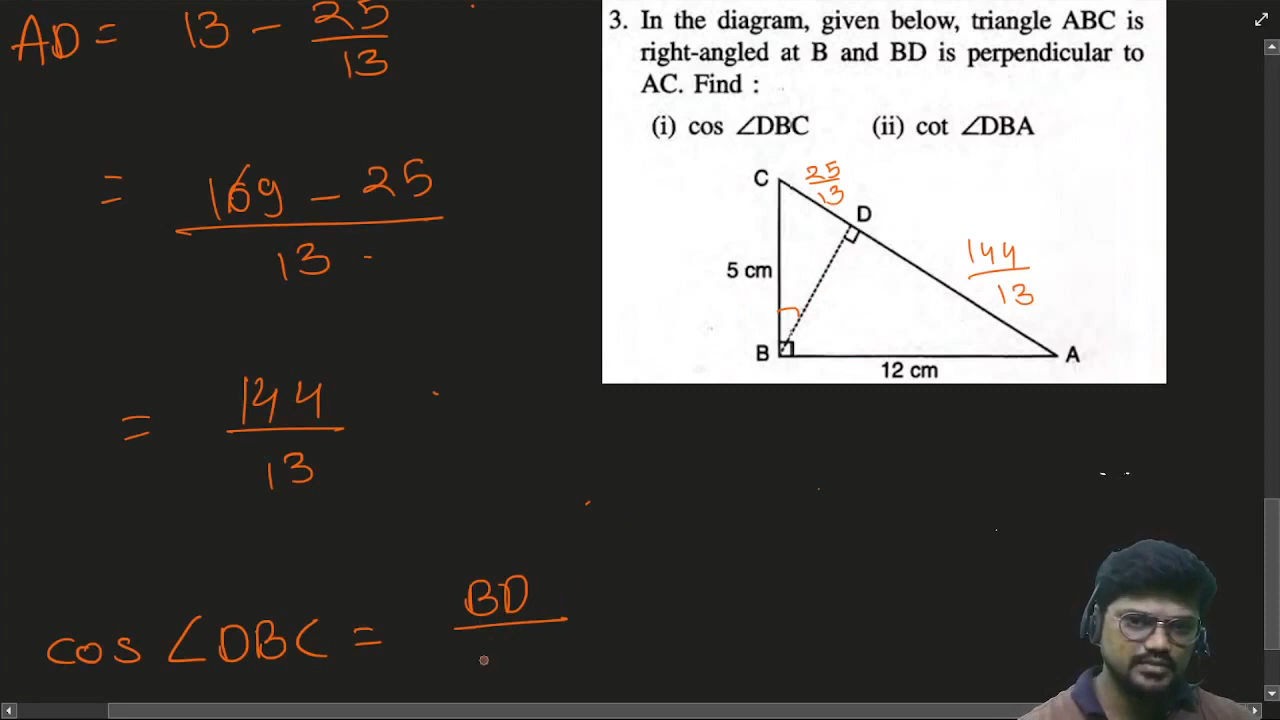 AD = 13 - 25/13
= 169 - 25/13
= 144/13
cos ∠DBC = BD
3. In the diagram, given below, triangle ABC is
right-angled at B and BD is perpendicular to
AC. Find :
(i) cos ∠DBC (ii) cot ∠DBA
C 25/13
D
144/13
5 cm
B A
12 cm